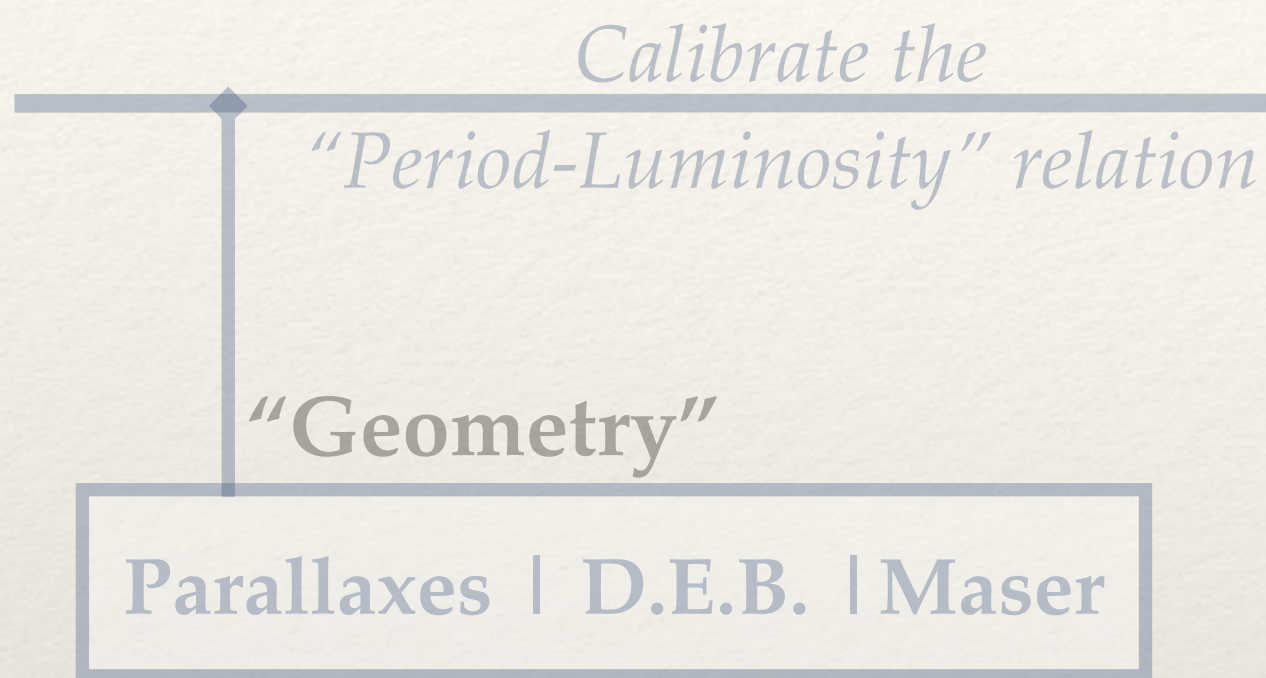 Calibrate the
“Period-Luminosity” relation
“Geometry”
Parallaxes | D.E.B. | Maser